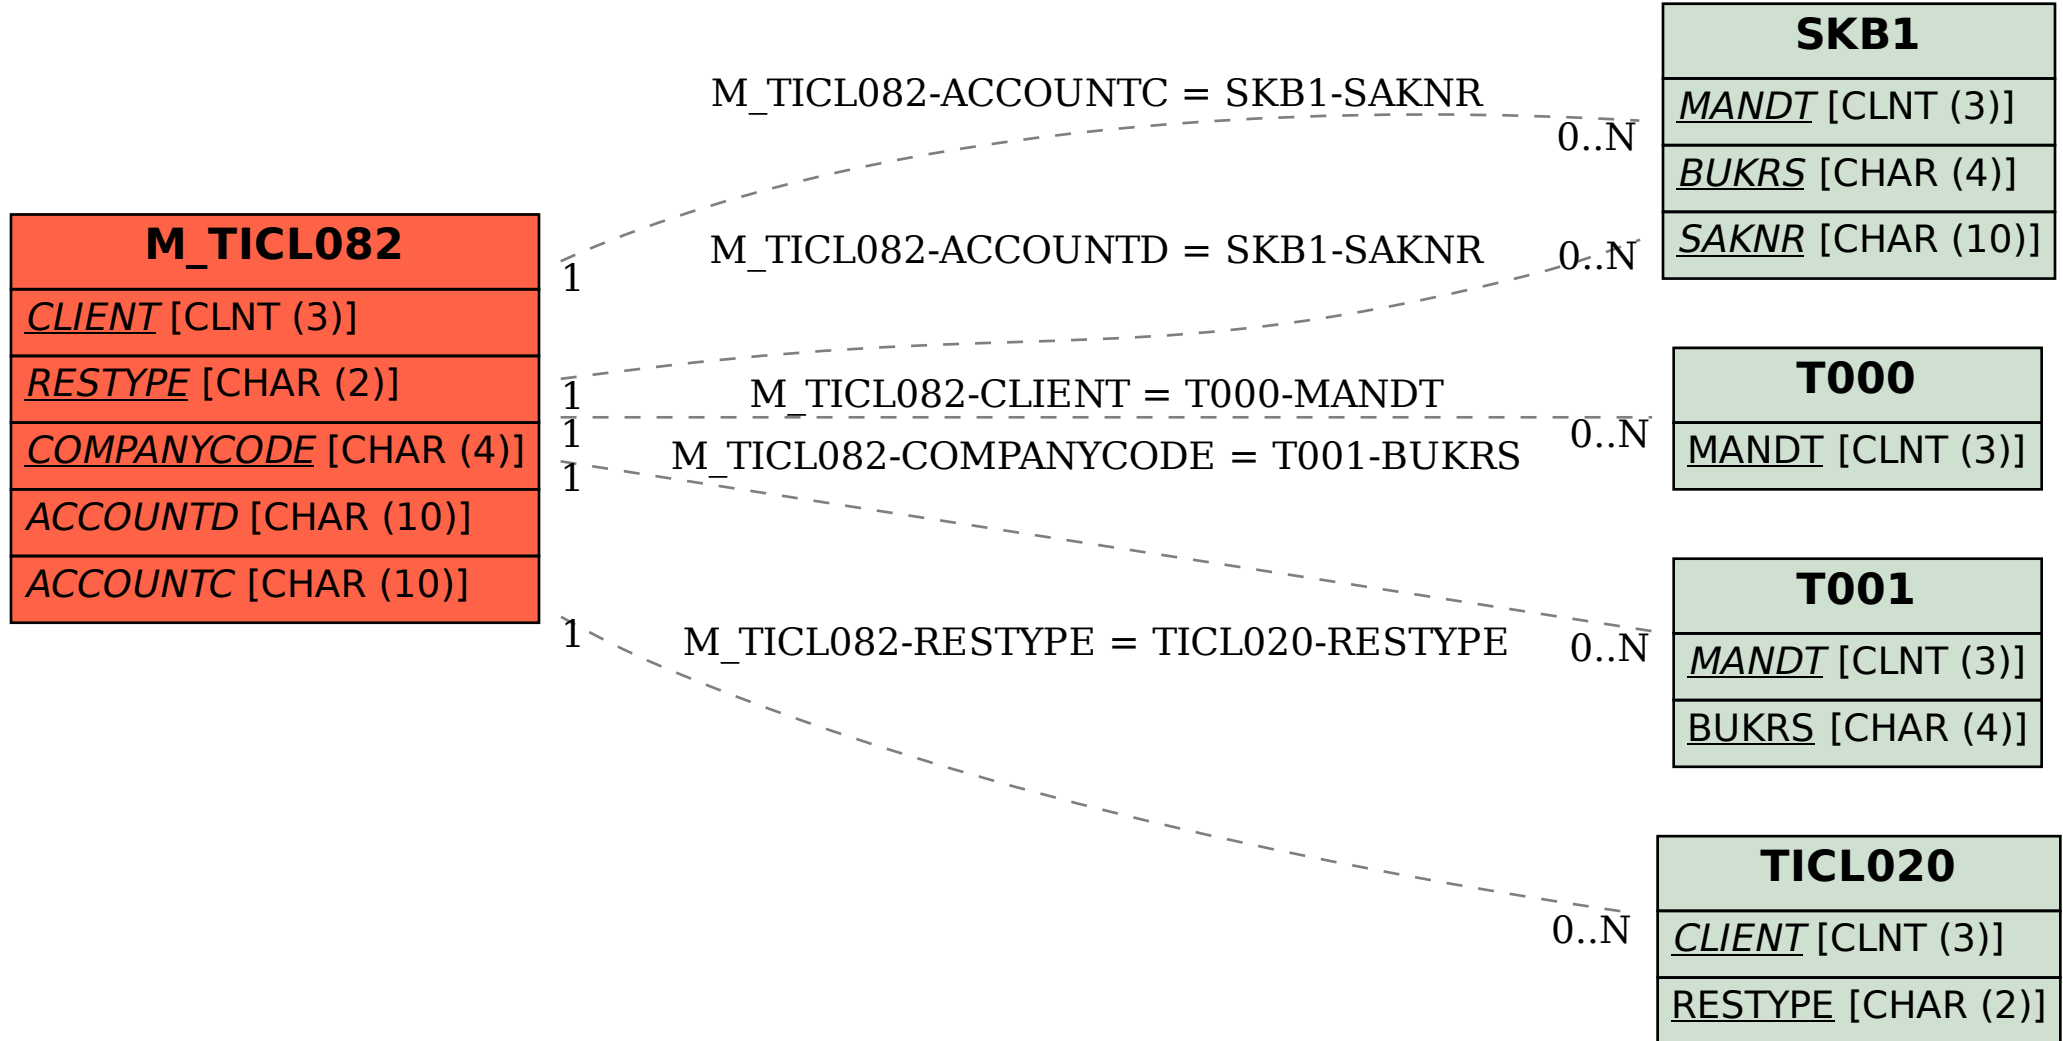 M_TICL082
CLIENT [CLNT (3)]
RESTYPE [CHAR (2)]
COMPANYCODE [CHAR (4)]
ACCOUNTD [CHAR (10)]
ACCOUNTC [CHAR (10)]
M_TICL082-ACCOUNTC = SKB1-SAKNR
1
0..N
M_TICL082-ACCOUNTD = SKB1-SAKNR
1
0..N
M_TICL082-CLIENT = T000-MANDT
1
0..N
M_TICL082-COMPANYCODE = T001-BUKRS
1
0..N
M_TICL082-RESTYPE = TICL020-RESTYPE
1
0..N
SKB1
MANDT [CLNT (3)]
BUKRS [CHAR (4)]
SAKNR [CHAR (10)]
T000
MANDT [CLNT (3)]
T001
MANDT [CLNT (3)]
BUKRS [CHAR (4)]
TICL020
CLIENT [CLNT (3)]
RESTYPE [CHAR (2)]